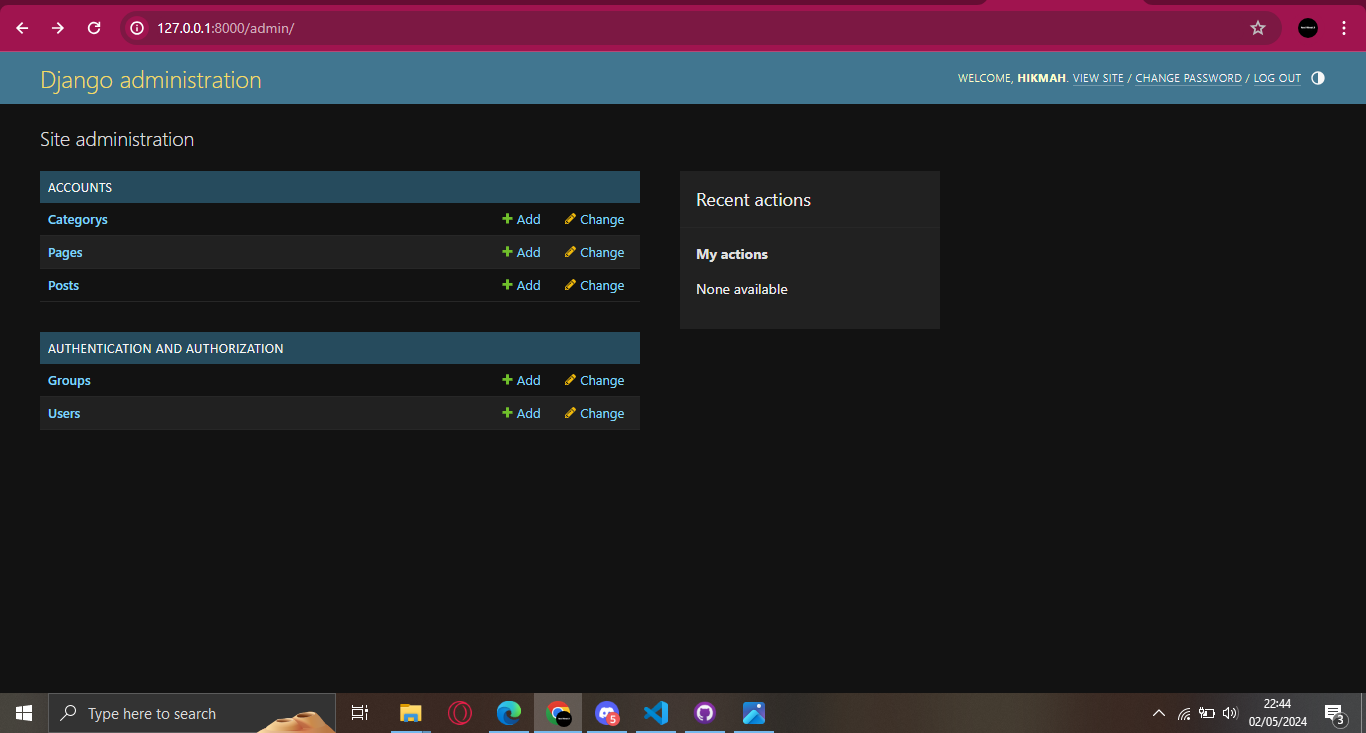 127.0.0.1:8000/admin/
Django administration
WELCOME, HIKMAH. VIEW SITE / CHANGE PASSWORD / LOG OUT
Site administration
ACCOUNTS
Categorys Add Change
Pages Add Change
Posts Add Change
AUTHENTICATION AND AUTHORIZATION
Groups Add Change
Users Add Change
Recent actions
My actions
None available
Type here to search
5
22:44
02/05/2024
3